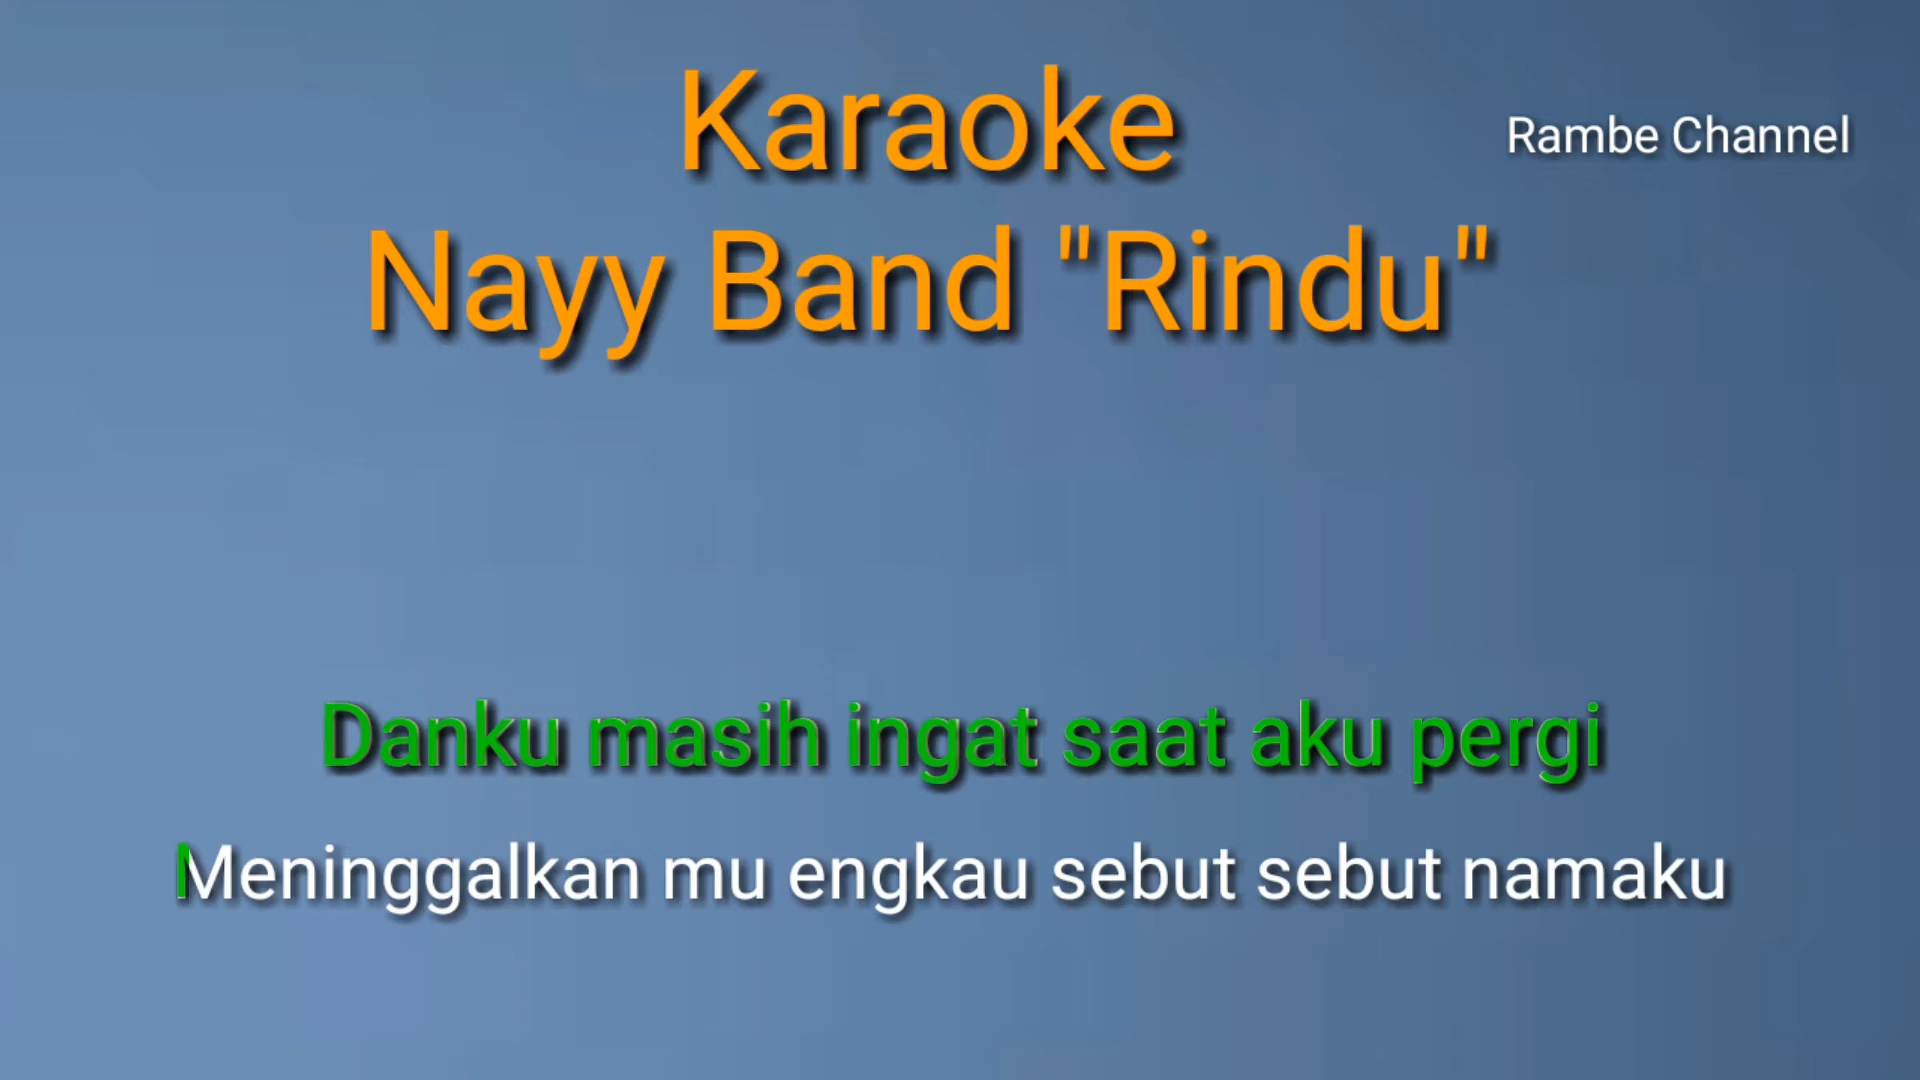 Karaoke
Rambe Channel
Nayy Band "Rindu"
Danku masih ingat saat aku pergi
Meninggalkan mu engkau sebut sebut namaku